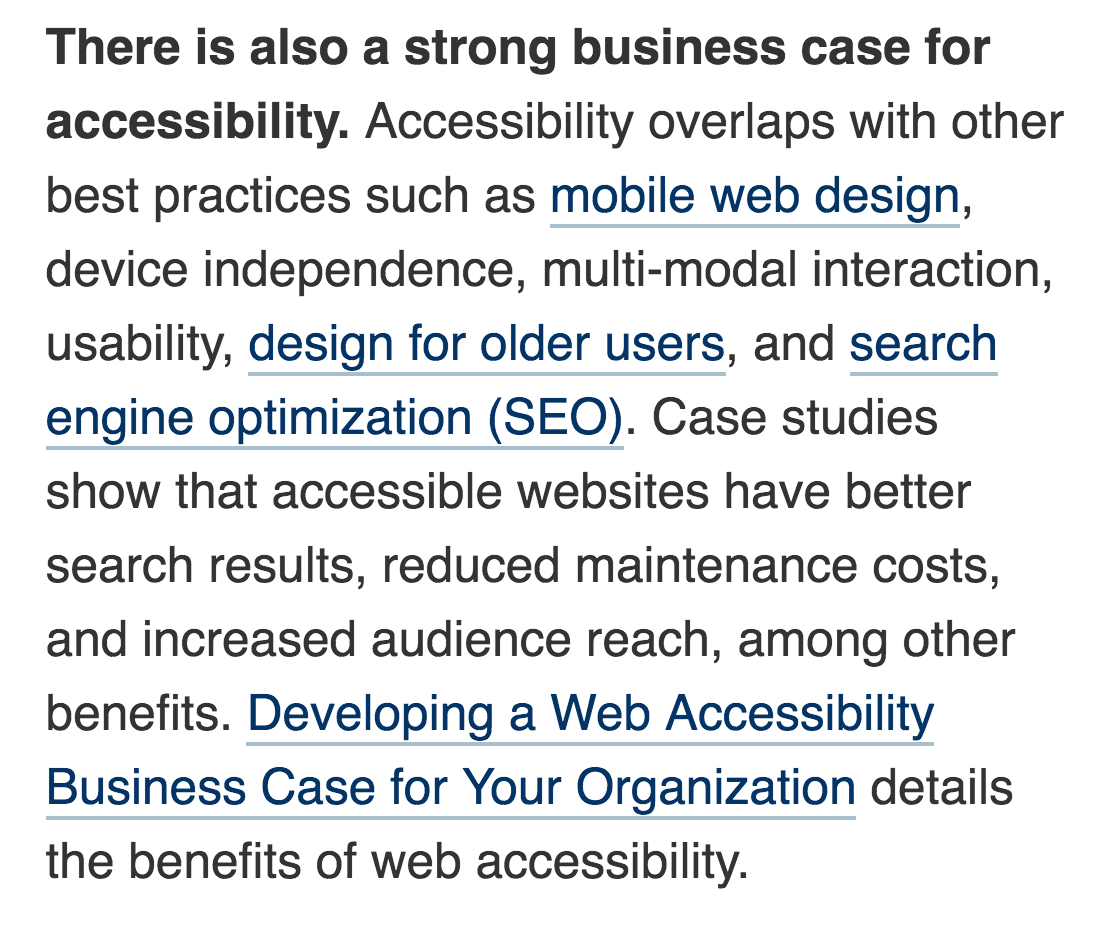 There is also a strong business case for
accessibility. Accessibility overlaps with other
best practices such as mobile web design,
device independence, multi-modal interaction,
usability, design for older users, and search
engine optimization (SEO). Case studies
show that accessible websites have better
search results, reduced maintenance costs,
and increased audience reach, among other
benefits. Developing a Web Accessibility
Business Case for Your Organization details
the benefits of web accessibility.